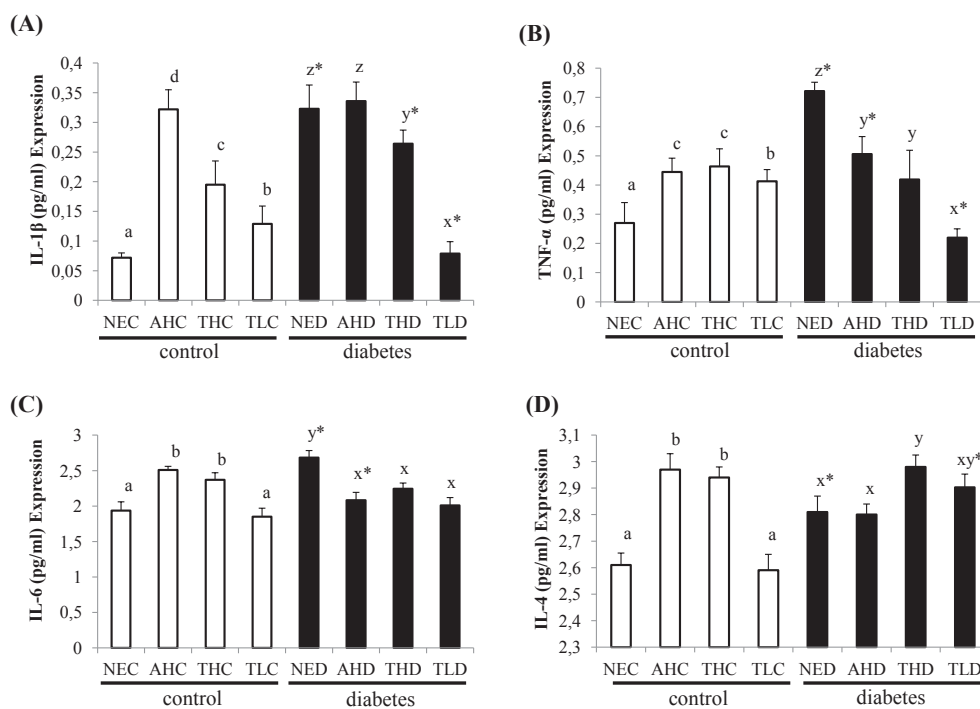 (A)
IL-1β (pg/ml) Expression
0,4
0,35
0,3
0,25
0,2
0,15
0,1
0,05
0
a
d
c
b
z*
z
y*
x*
NEC AHC THC TLC NED AHD THD TLD
control diabetes
(B)
TNF-α (pg/ml) Expression
0,8
0,7
0,6
0,5
0,4
0,3
0,2
0,1
0
a
c
c
b
z*
y*
y
x*
NEC AHC THC TLC NED AHD THD TLD
control diabetes
(C)
IL-6 (pg/ml) Expression
3
2,5
2
1,5
1
0,5
0
a
b
b
a
y*
x*
x
x
NEC AHC THC TLC NED AHD THD TLD
control diabetes
(D)
IL-4 (pg/ml) Expression
3,1
3
2,9
2,8
2,7
2,6
2,5
2,4
2,3
a
b
b
a
x*
x
y
xy*
NEC AHC THC TLC NED AHD THD TLD
control diabetes